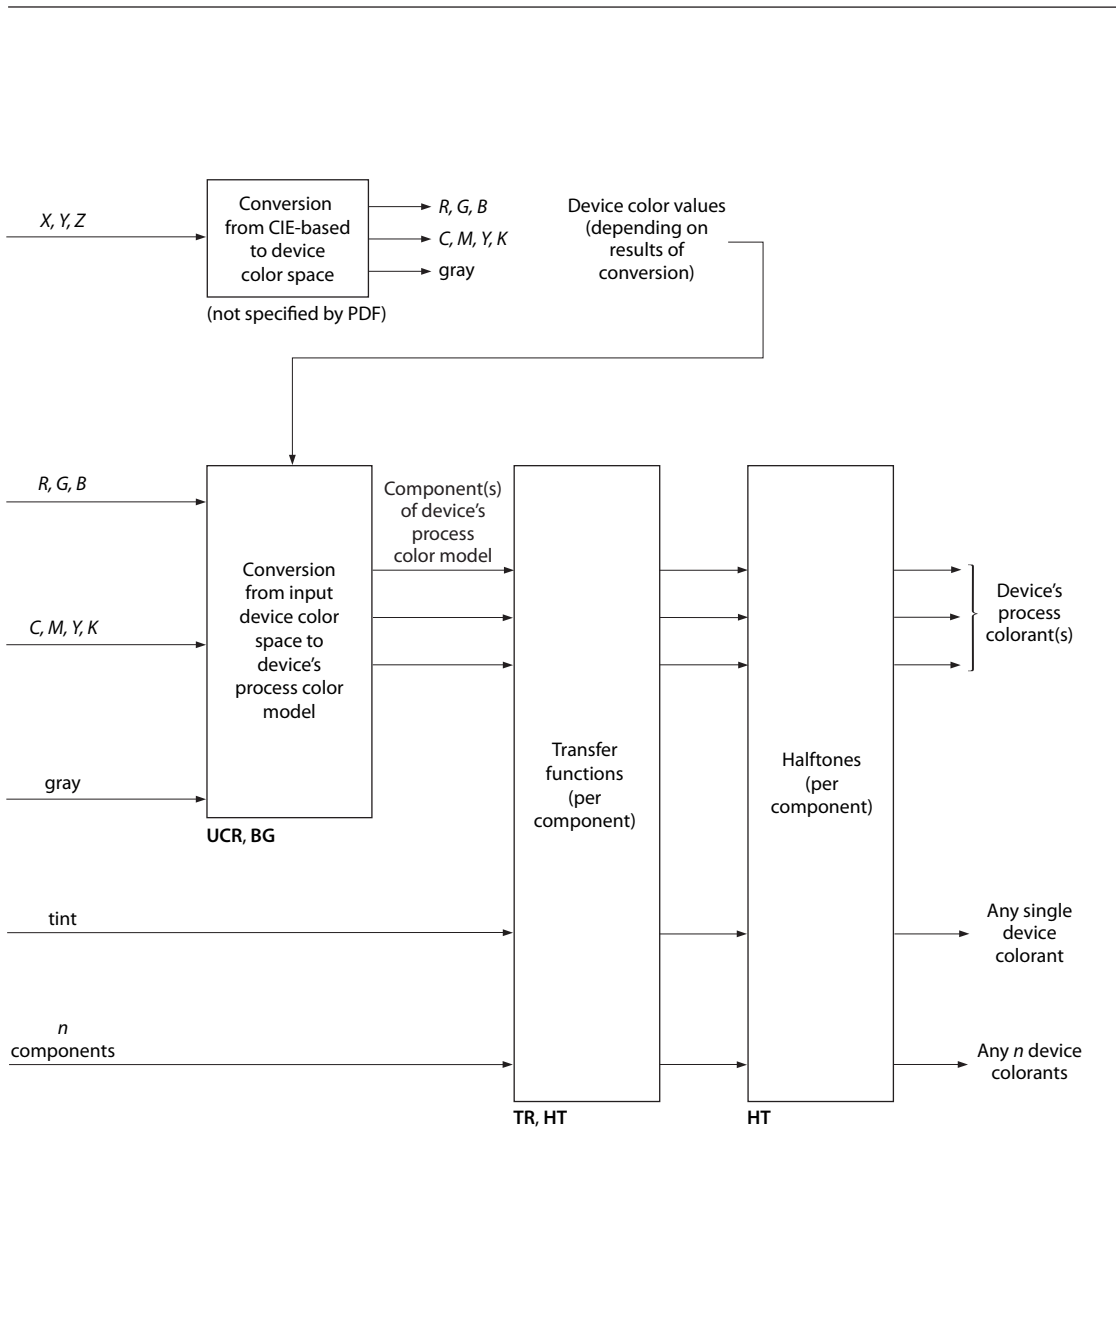 X, Y, Z
Conversion
from CIE-based
to device
color space
R, G, B
C, M, Y, K
gray
Device color values
(depending on
results of
conversion)
(not specified by PDF)
R, G, B
C, M, Y, K
gray
Conversion
from input
device color
space to
device’s
process color
model
UCR, BG
Component(s)
of device’s
process
color model
Transfer
functions
(per
component)
Halftones
(per
component)
Device’s
process
colorant(s)
tint
Any single
device
colorant
n
components
Any n device
colorants
TR, HT
HT